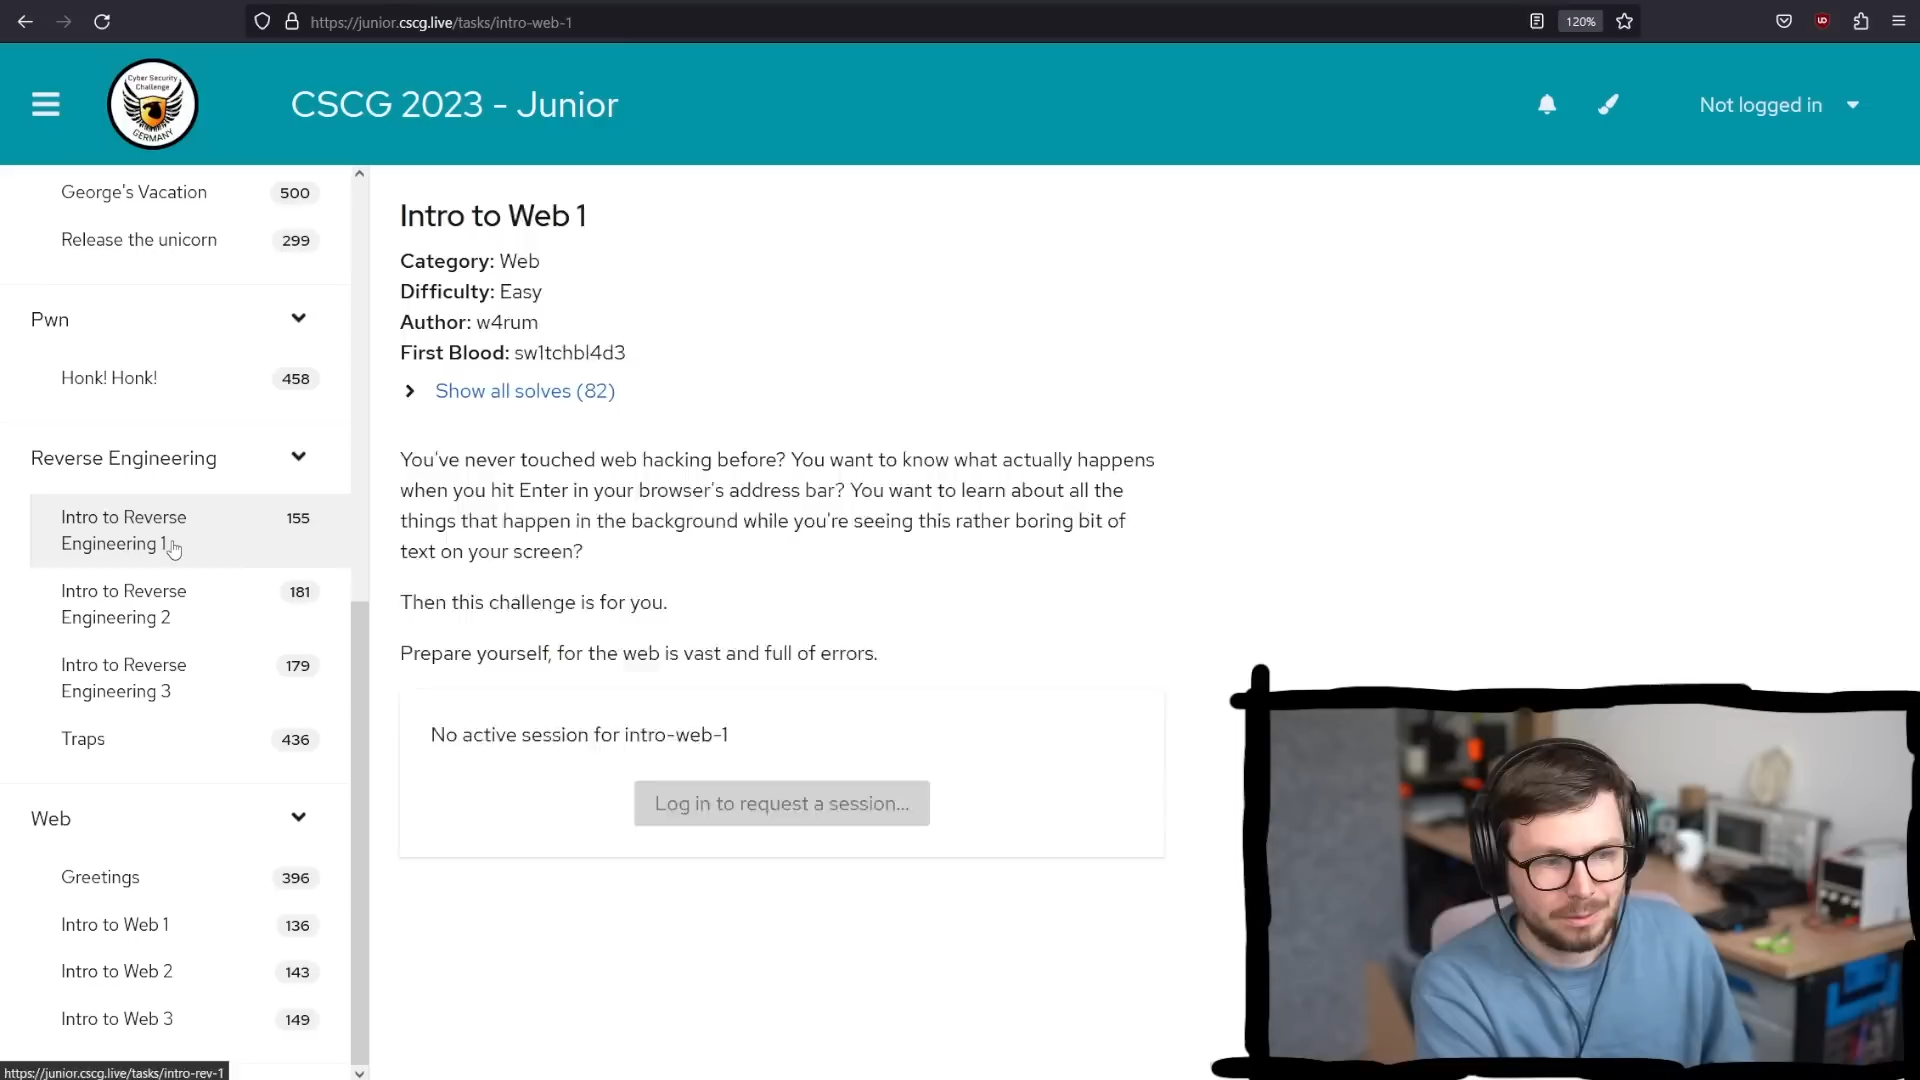 https://junior.cscg.live/tasks/intro-web-1
120%
Cyber Security
Challenge
GERMANY
CSCG 2023 - Junior
Not logged in
George's Vacation 500
Release the unicorn 299
Pwn
Honk! Honk! 458
Reverse Engineering
Intro to Reverse
Engineering 1
155
Intro to Reverse
Engineering 2
181
Intro to Reverse
Engineering 3
179
Traps 436
Web
Greetings 396
Intro to Web 1 136
Intro to Web 2 143
Intro to Web 3 149
https://junior.cscg.live/tasks/intro-rev-1
Intro to Web 1
Category: Web
Difficulty: Easy
Author: w4rum
First Blood: sw1tchbl4d3
Show all solves (82)
You've never touched web hacking before? You want to know what actually happens
when you hit Enter in your browser's address bar? You want to learn about all the
things that happen in the background while you're seeing this rather boring bit of
text on your screen?
Then this challenge is for you.
Prepare yourself, for the web is vast and full of errors.
No active session for intro-web-1
Log in to request a session...